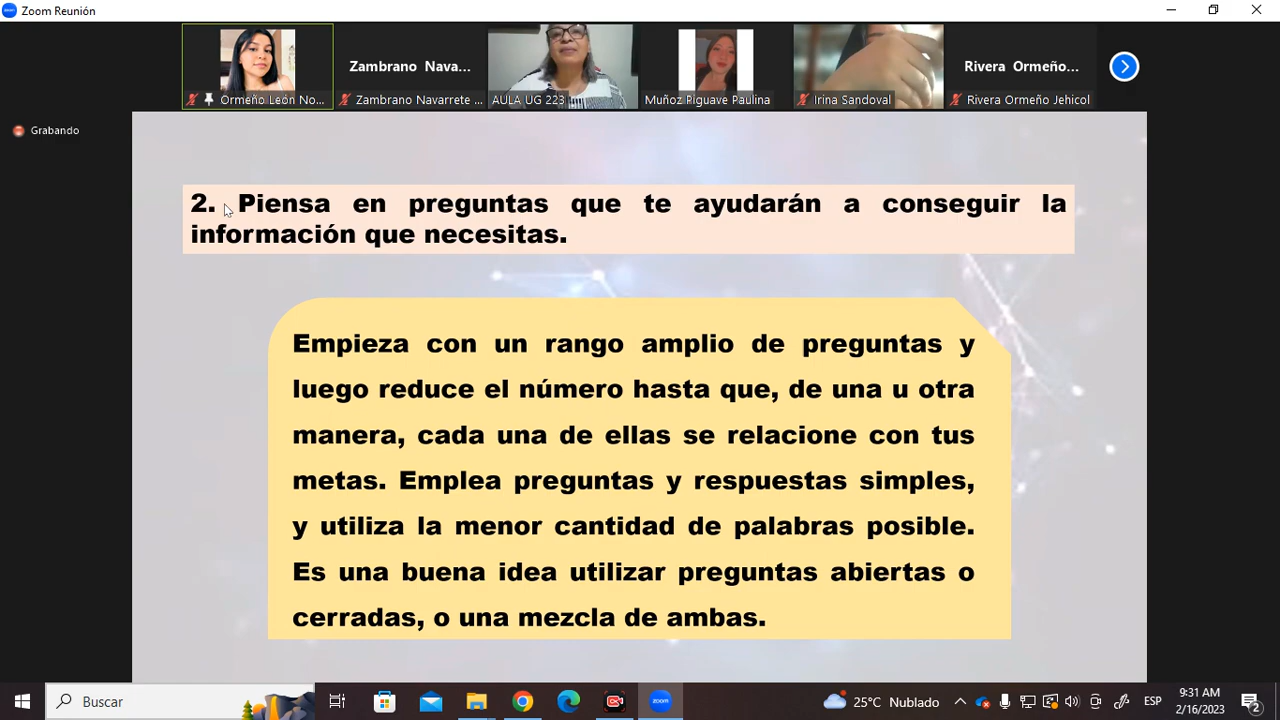 Zoom Reunión
Zambrano Nava...
Rivera Ormeño...
Ormeño León No...
Zambrano Navarrete ...
AULA UG 223
Muñoz Piguave Paulina
Irina Sandoval
Rivera Ormeño Jehicol
Grabando
2. Piensa en preguntas que te ayudarán a conseguir la
información que necesitas.
Empieza con un rango amplio de preguntas y
luego reduce el número hasta que, de una u otra
manera, cada una de ellas se relacione con tus
metas. Emplea preguntas y respuestas simples,
y utiliza la menor cantidad de palabras posible.
Es una buena idea utilizar preguntas abiertas o
cerradas, o una mezcla de ambas.
Buscar
zoom
25°C Nublado
ESP
9:31 AM
2/16/2023
2